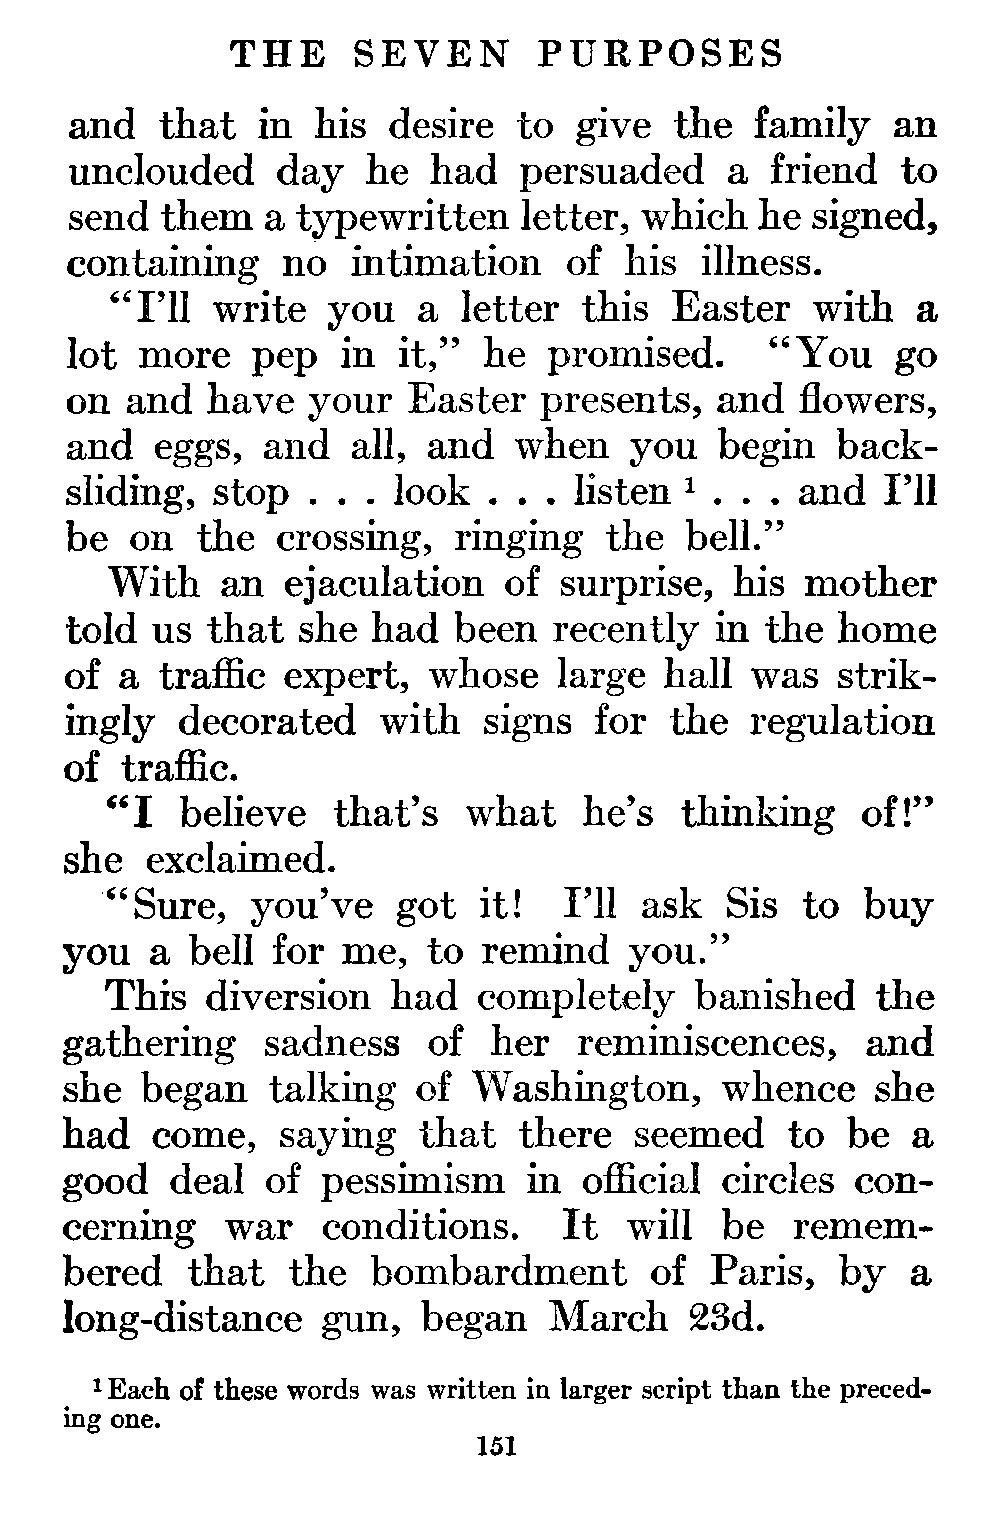 THE SEVEN PURPOSES
and that in his desire to give the family an
unclouded day he had persuaded a friend to
send them a typewritten letter, which he signed,
containing no intimation of his illness.
“I’ll write you a letter this Easter with a
lot more pep in it,” he promised. “You go
on and have your Easter presents, and flowers,
and eggs, and all, and when you begin back-
sliding, stop . . . look . . . listen ¹ . . . and I’ll
be on the crossing, ringing the bell.”
With an ejaculation of surprise, his mother
told us that she had been recently in the home
of a traffic expert, whose large hall was strik-
ingly decorated with signs for the regulation
of traffic.
“I believe that’s what he’s thinking of!”
she exclaimed.
“Sure, you’ve got it! I’ll ask Sis to buy
you a bell for me, to remind you.”
This diversion had completely banished the
gathering sadness of her reminiscences, and
she began talking of Washington, whence she
had come, saying that there seemed to be a
good deal of pessimism in official circles con-
cerning war conditions. It will be remem-
bered that the bombardment of Paris, by a
long-distance gun, began March 23d.
¹ Each of these words was written in larger script than the preced-
ing one.
151